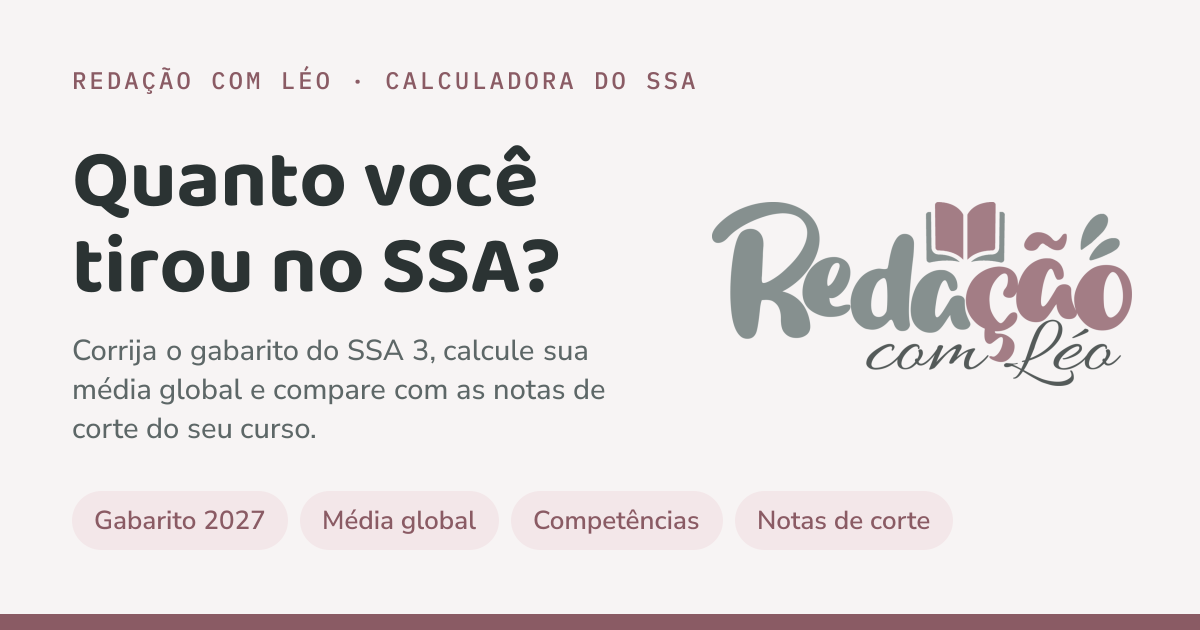 REDAÇÃO COM LÉO · CALCULADORA DO SSA
Quanto você
tirou no SSA?
Corrija o gabarito do SSA 3, calcule sua
média global e compare com as notas de
corte do seu curso.
Redação
com Léo
Gabarito 2027
Média global
Competências
Notas de corte